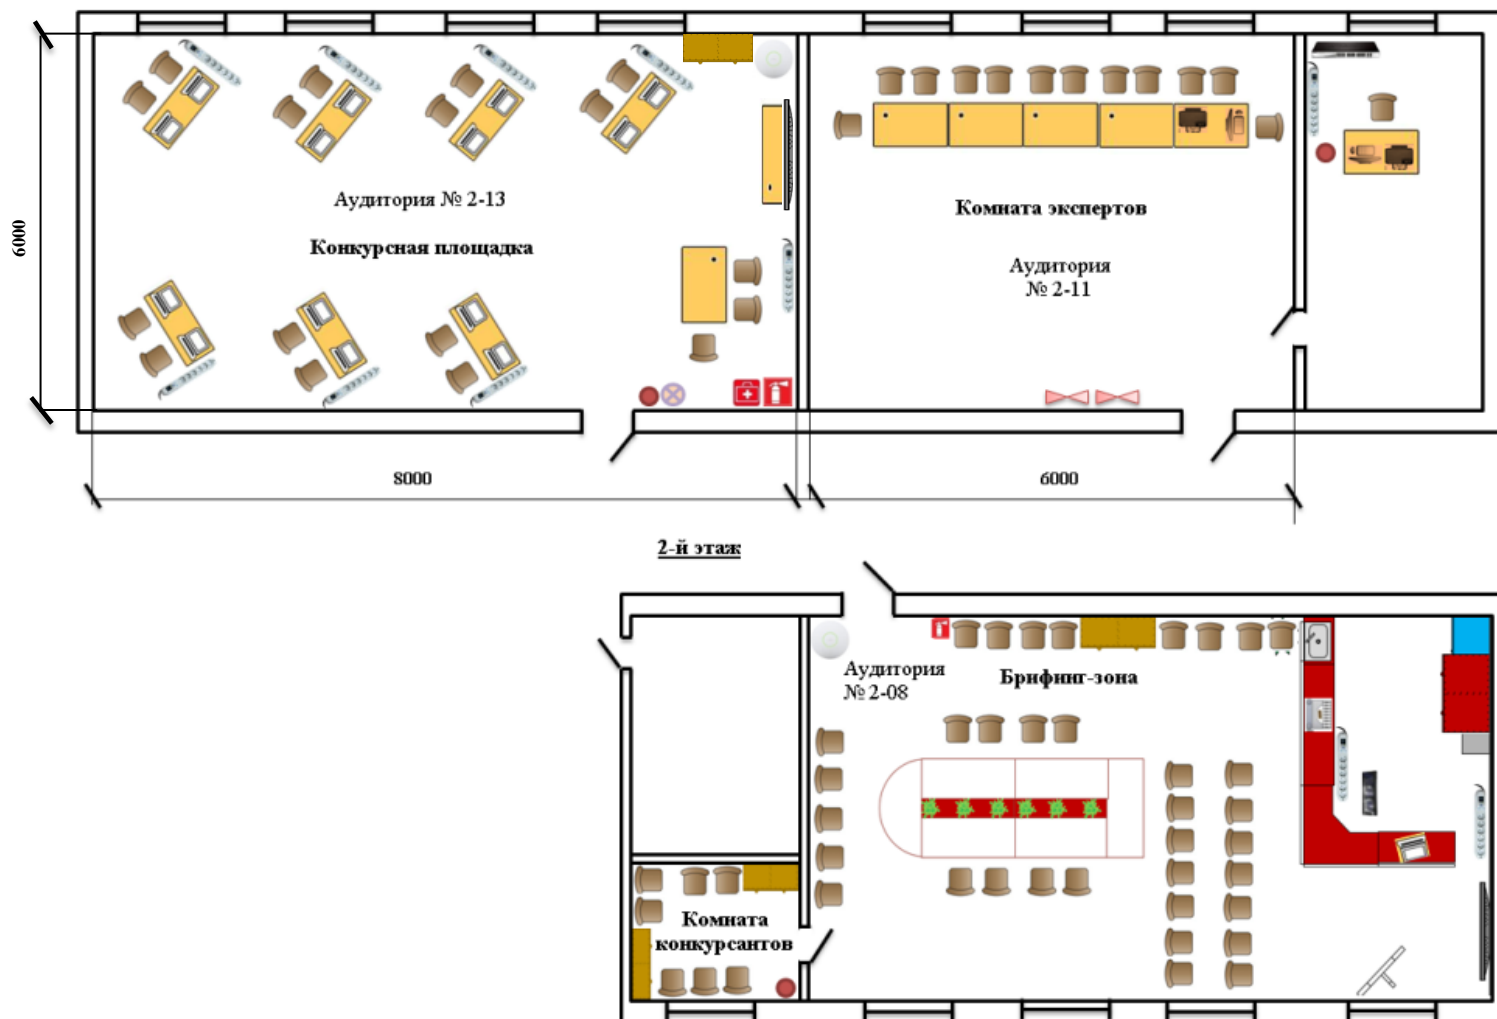 Аудитория № 2-13
Конкурсная площадка
6000
Комната экспертов
Аудитория
№ 2-11
8000
6000
2-й этаж
Аудитория
№ 2-08
Брифинг-зона
Комната
конкурсантов